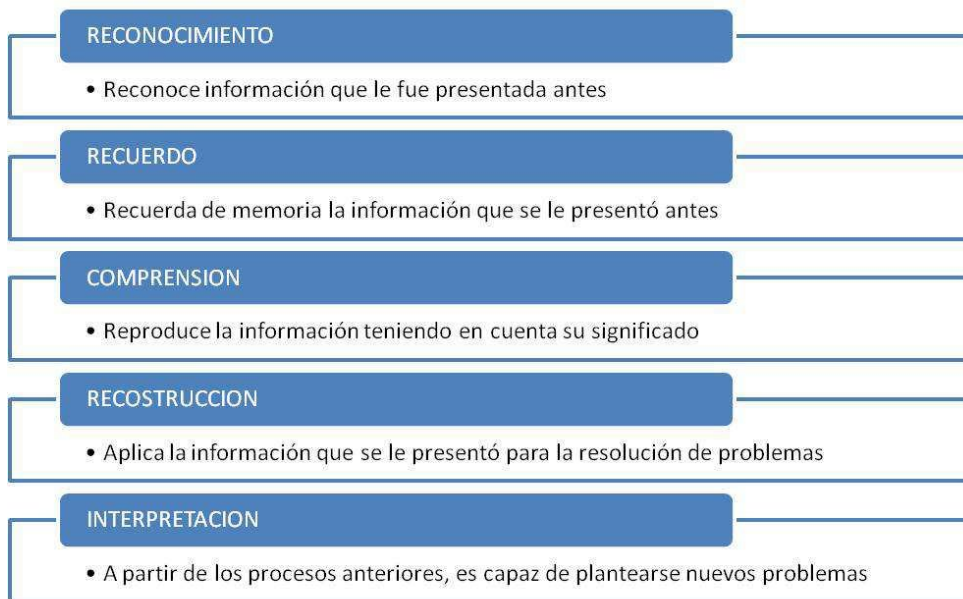 RECONOCIMIENTO
• Reconoce información que le fue presentada antes
RECUERDO
• Recuerda de memoria la información que se le presentó antes
COMPRENSION
• Reproduce la información teniendo en cuenta su significado
RECOSTRUCCION
• Aplica la información que se le presentó para la resolución de problemas
INTERPRETACION
• A partir de los procesos anteriores, es capaz de plantearse nuevos problemas